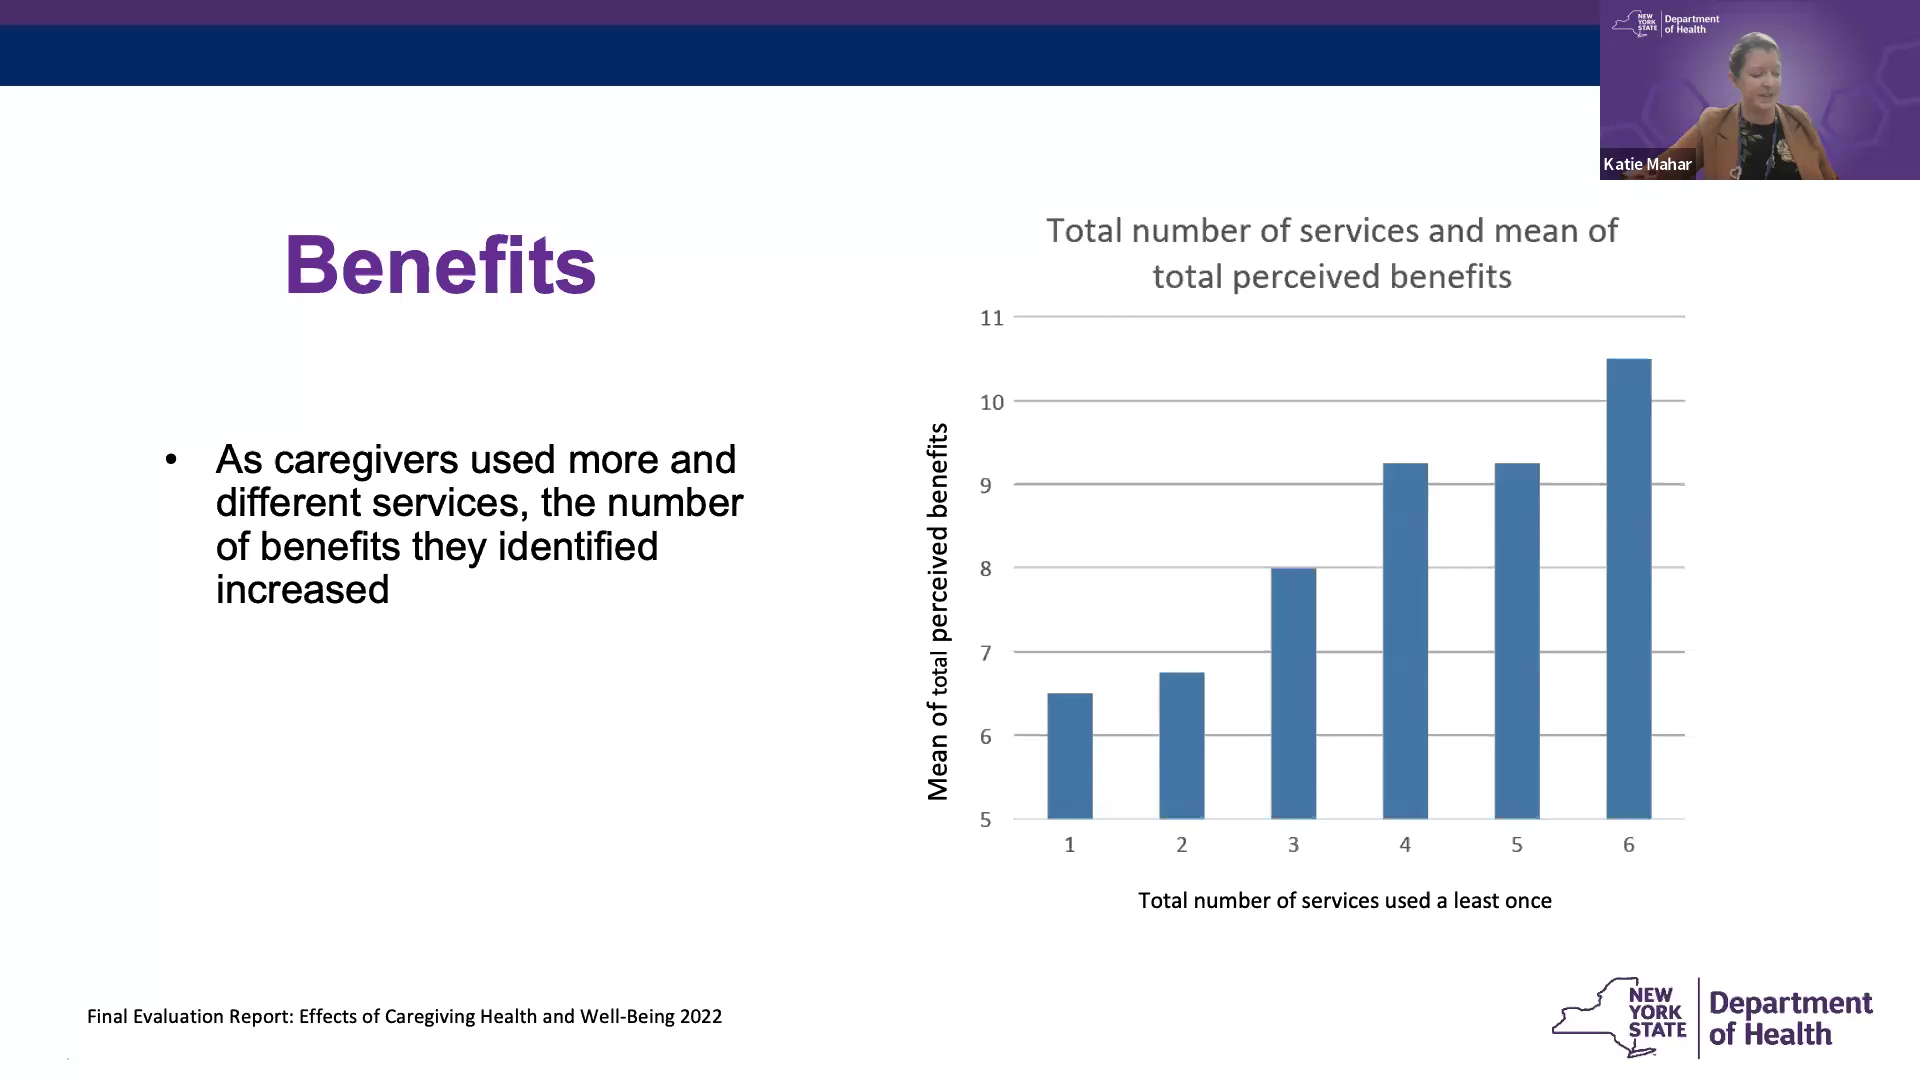 NEW
YORK
STATE
Department
of Health
Katie Mahar
Benefits
• As caregivers used more and
different services, the number
of benefits they identified
increased
Total number of services and mean of
total perceived benefits
Mean of total perceived benefits
11
10
9
8
7
6
5
1 2 3 4 5 6
Total number of services used a least once
Final Evaluation Report: Effects of Caregiving Health and Well-Being 2022
NEW
YORK
STATE
Department
of Health